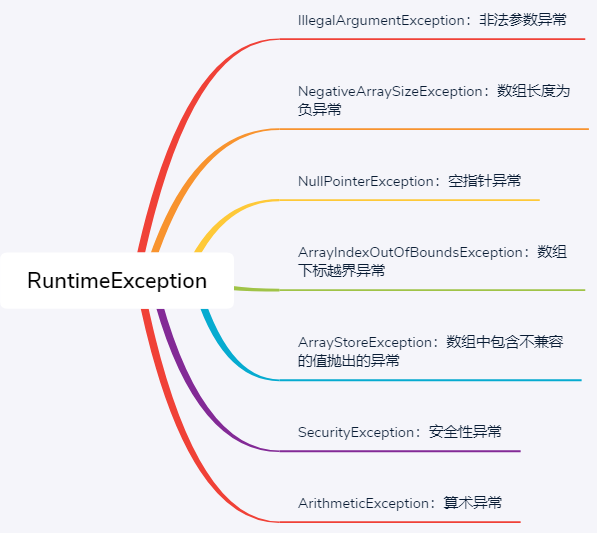 IllegalArgumentException：非法参数异常
NegativeArraySizeException：数组长度为
负异常
NullPointerException：空指针异常
ArrayIndexOutOfBoundsException：数组
下标越界异常
RuntimeException
ArrayStoreException：数组中包含不兼容
的值抛出的异常
SecurityException：安全性异常
ArithmeticException：算术异常